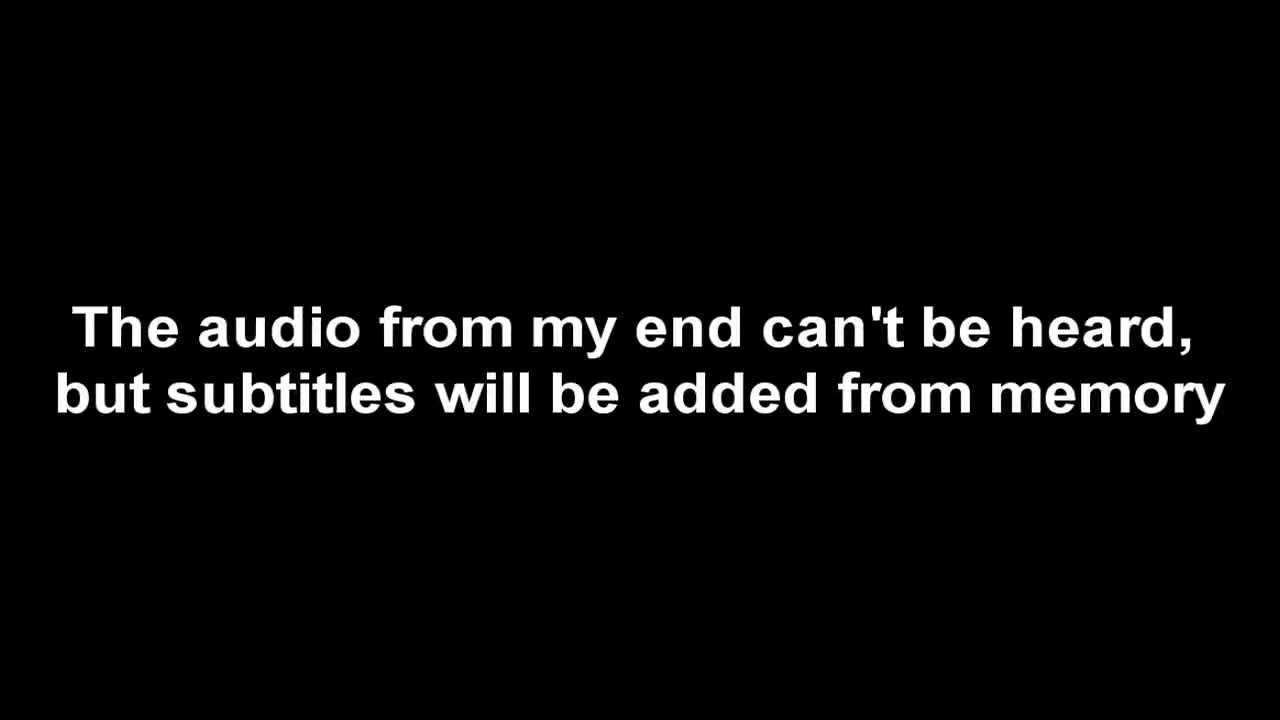 The audio from my end can't be heard,
but subtitles will be added from memory